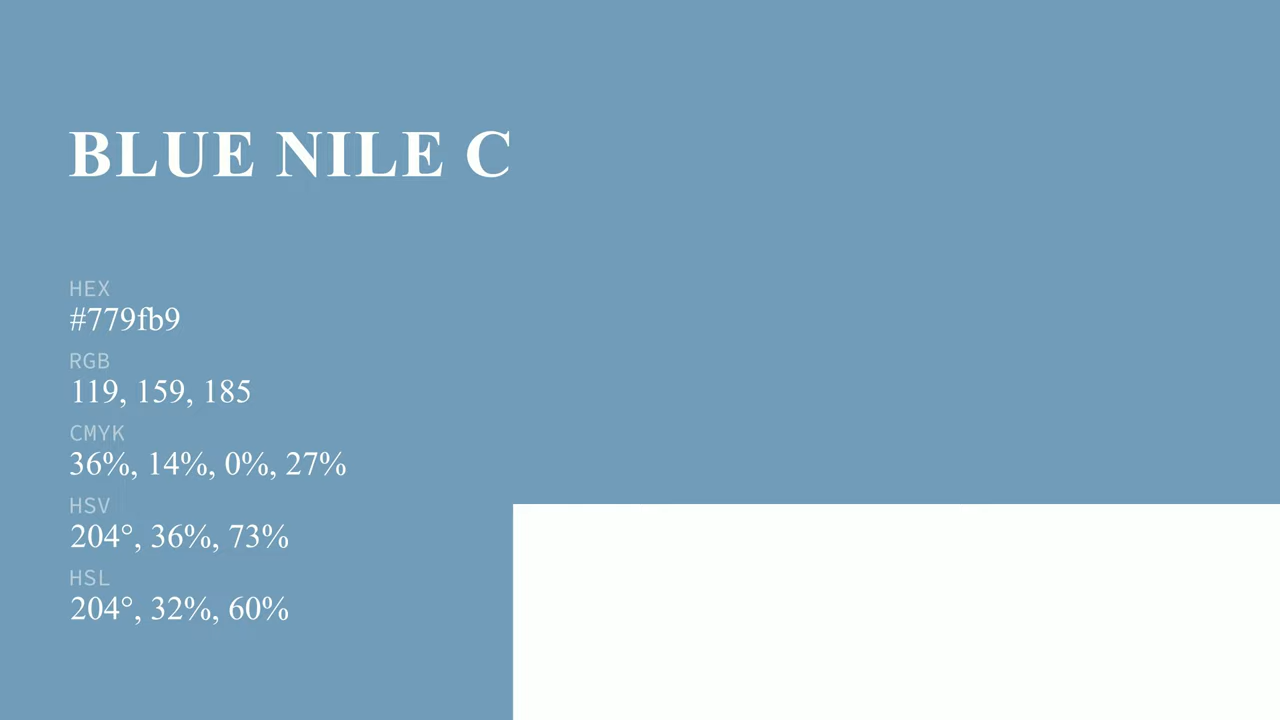 BLUE NILE C
HEX
#779fb9
RGB
119, 159, 185
CMYK
36%, 14%, 0%, 27%
HSV
204°, 36%, 73%
HSL
204°, 32%, 60%